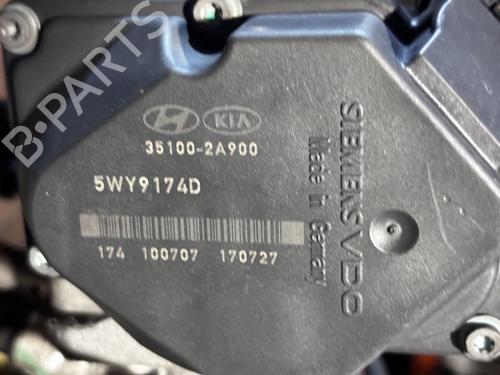 KIA
35100-2A900
5WY9174D
174 100707 170727
SIEMENS VDO
Made in Germany
B-PARTS